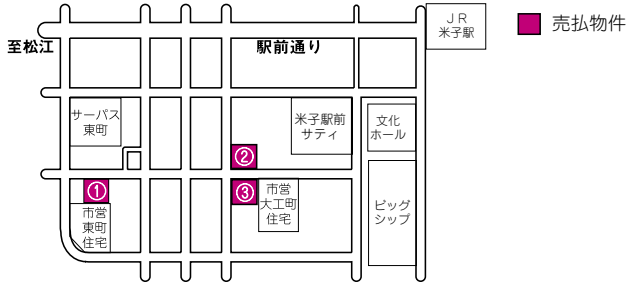 ＪＲ
米子駅
売払物件
至松江
駅前通り
サーパス
東町
米子駅前
サティ
文化
ホール
②
①
③
市営
東町
住宅
市営
大工町
住宅
ビッグ
シップ